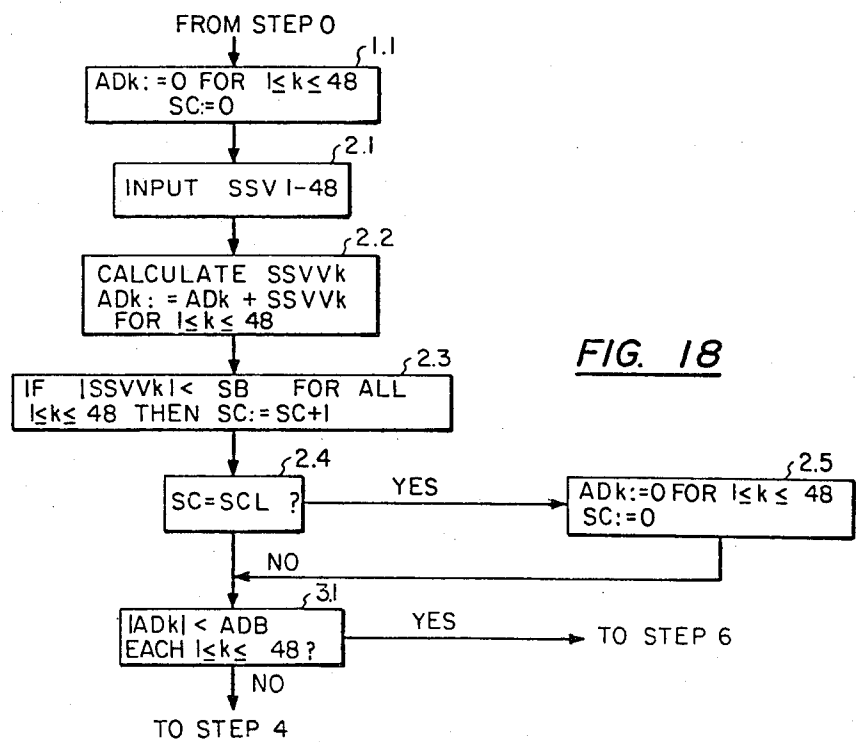 FROM STEP 0
1.1
ADk:=0 FOR 1≤k≤48
SC:=0
2.1
INPUT SSV 1-48
2.2
CALCULATE SSVVk
ADk:=ADk + SSVVk
FOR 1≤k≤48
FIG. 18
2.3
IF |SSVVk|< SB FOR ALL
1≤k≤48 THEN SC:=SC+1
2.4
SC=SCL ?
YES
2.5
ADk:=0 FOR 1≤k≤48
SC:=0
NO
3.1
|ADk|< ADB
EACH 1≤k≤48?
YES
TO STEP 6
NO
TO STEP 4